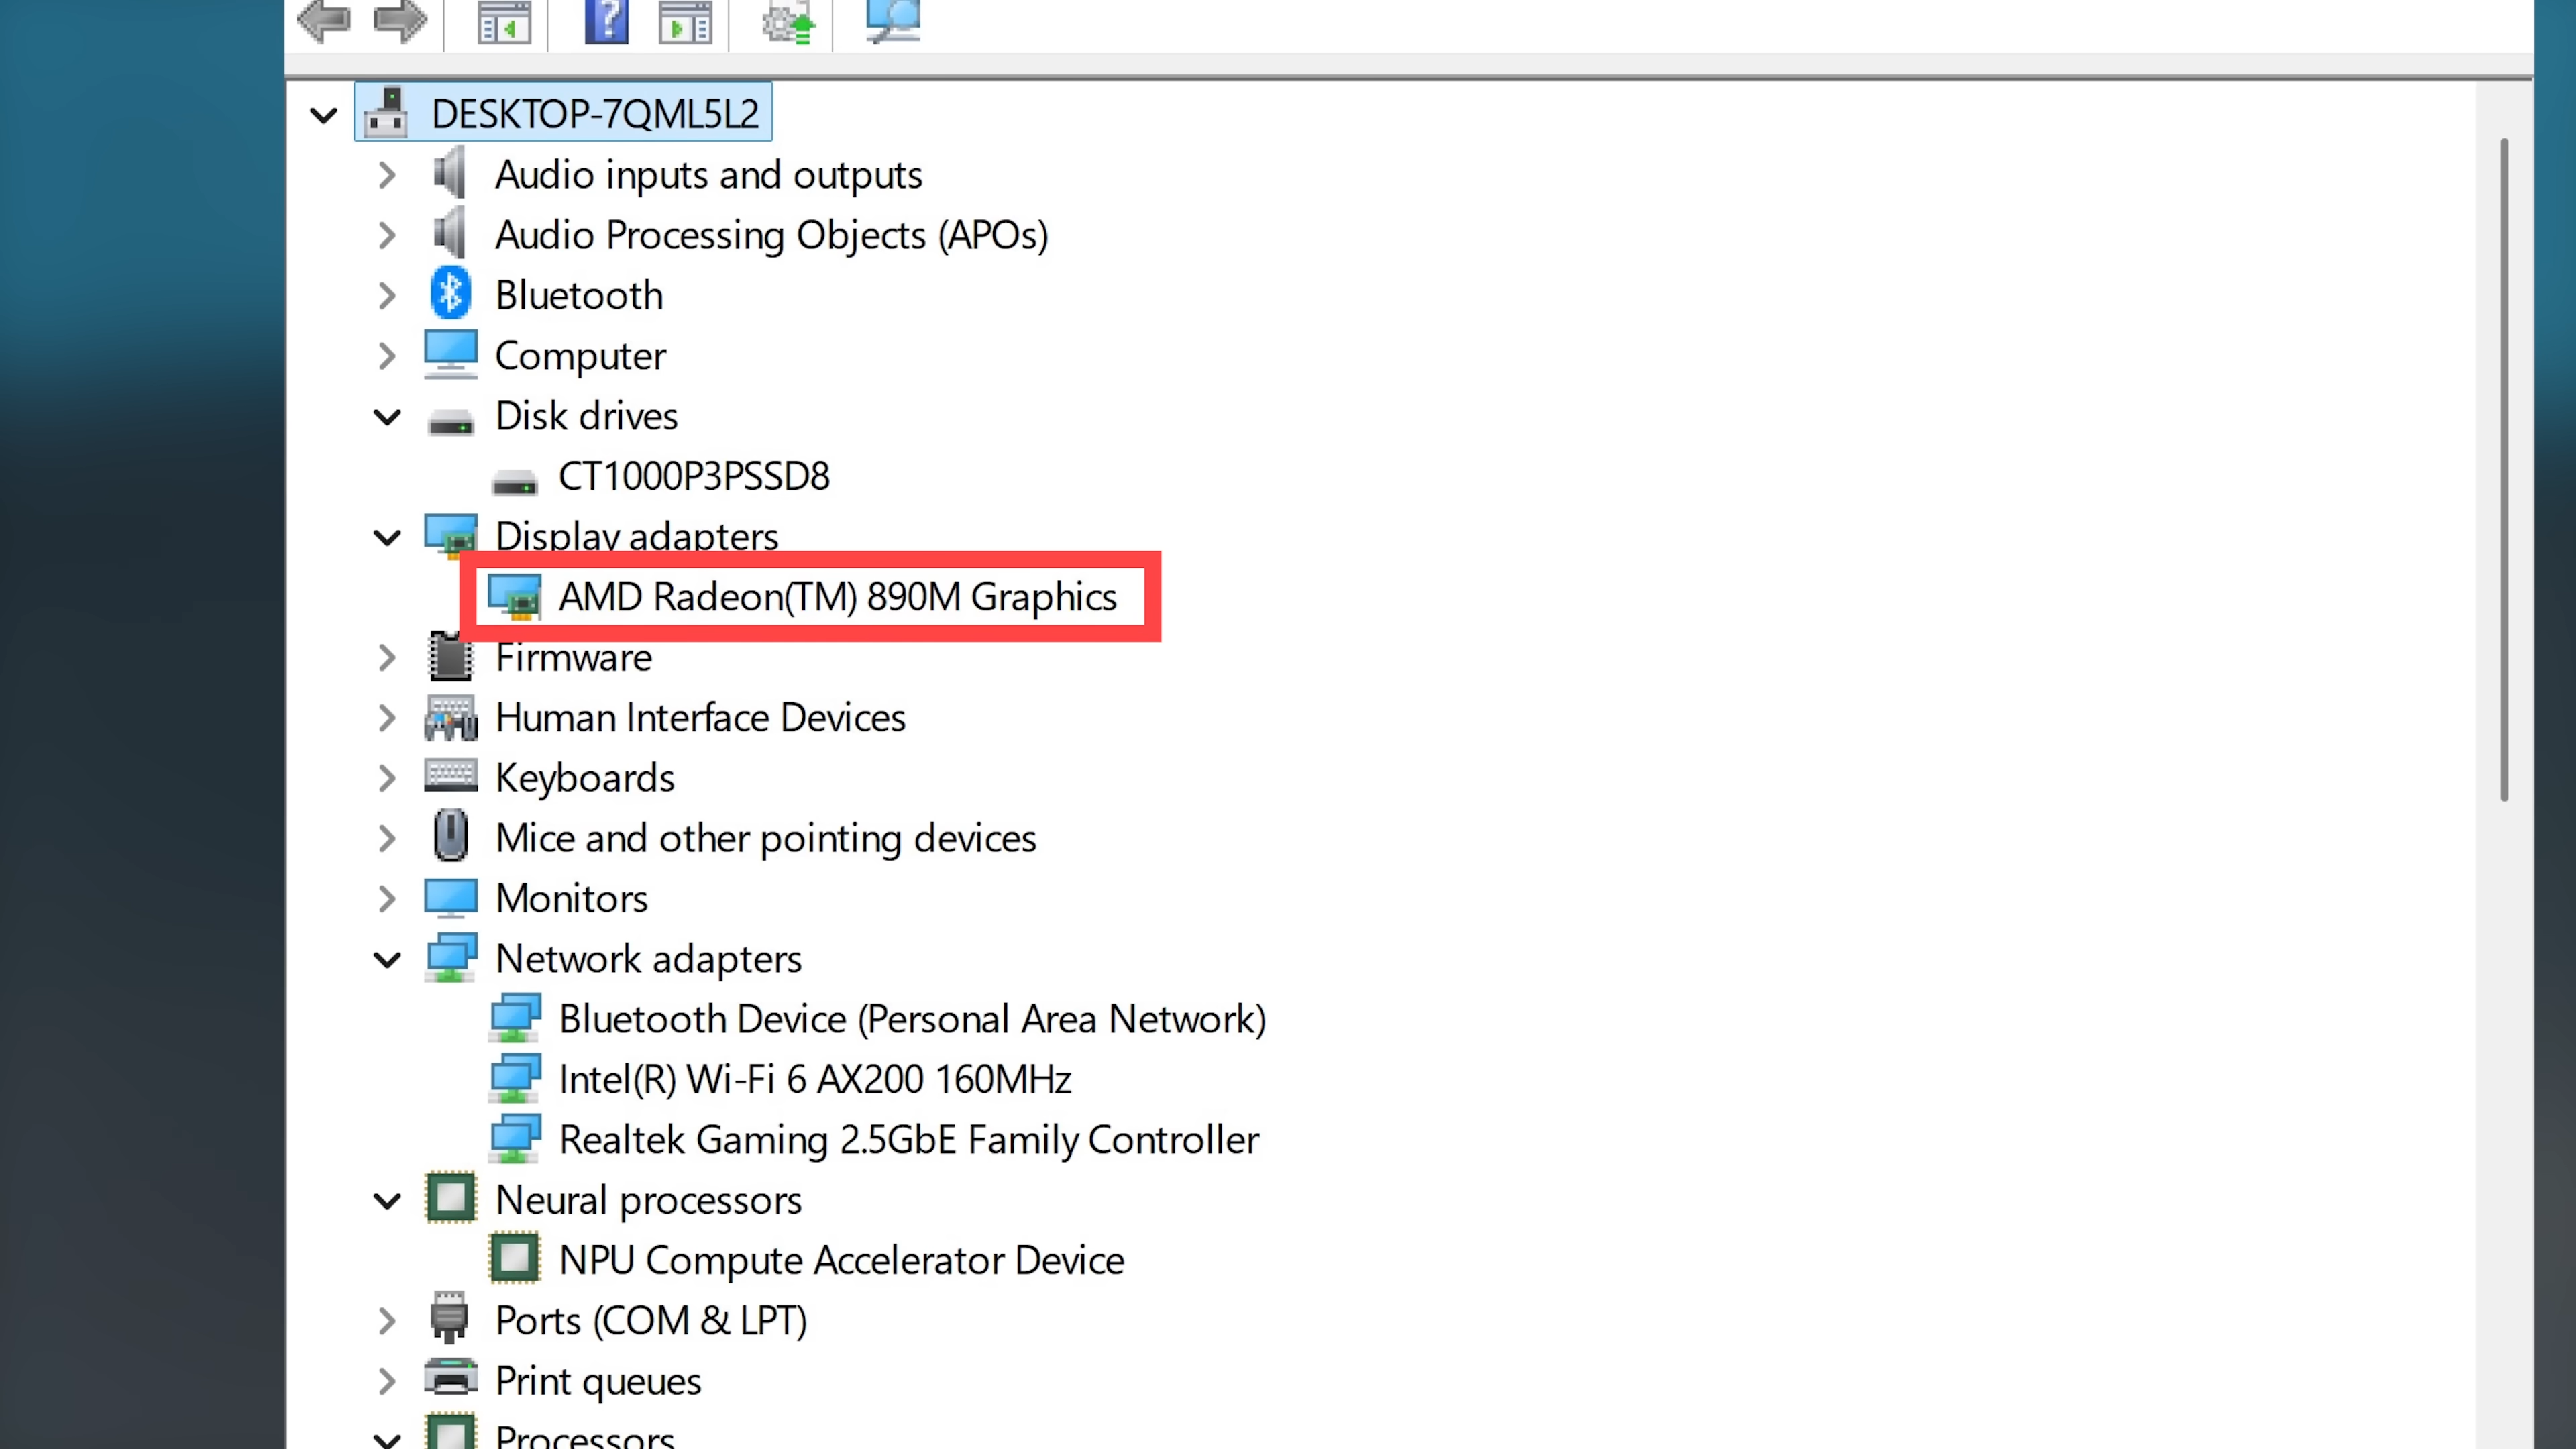 DESKTOP-7QML5L2
Audio inputs and outputs
Audio Processing Objects (APOs)
Bluetooth
Computer
Disk drives
CT1000P3PSSD8
Display adapters
AMD Radeon(TM) 890M Graphics
Firmware
Human Interface Devices
Keyboards
Mice and other pointing devices
Monitors
Network adapters
Bluetooth Device (Personal Area Network)
Intel(R) Wi-Fi 6 AX200 160MHz
Realtek Gaming 2.5GbE Family Controller
Neural processors
NPU Compute Accelerator Device
Ports (COM & LPT)
Print queues
Processors